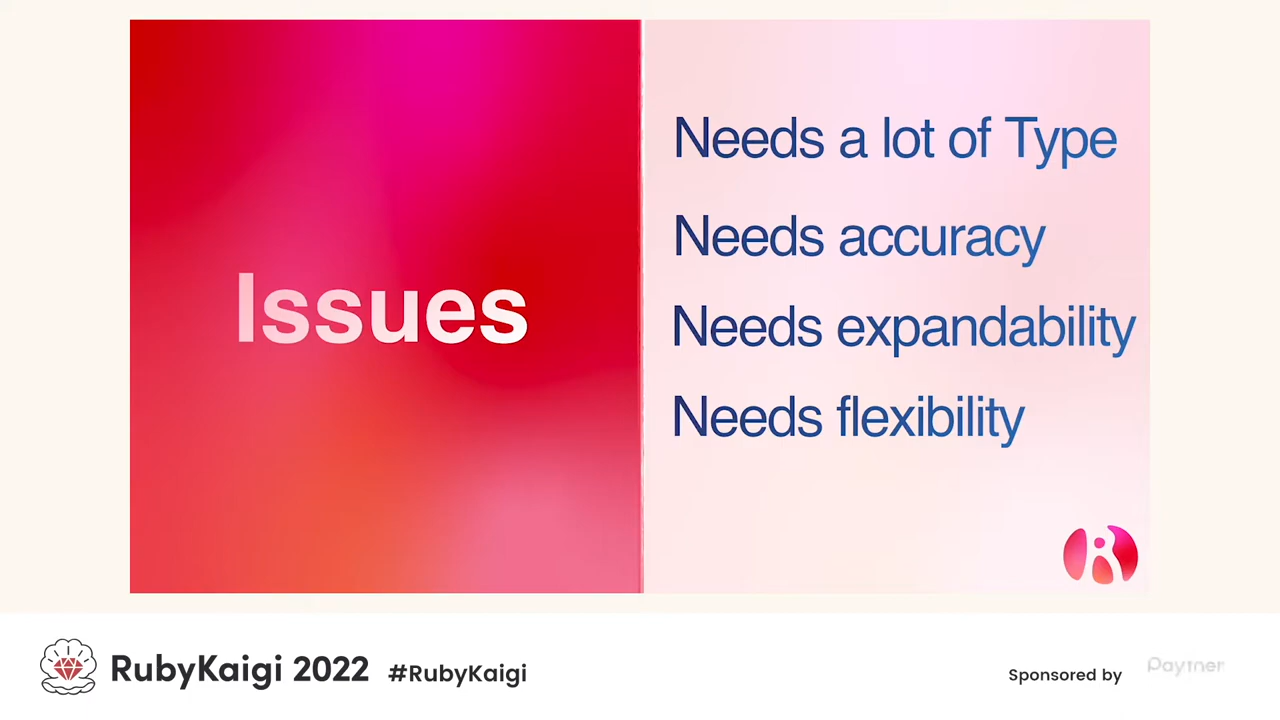 Issues
Needs a lot of Type
Needs accuracy
Needs expandability
Needs flexibility
RubyKaigi 2022 #RubyKaigi
Sponsored by